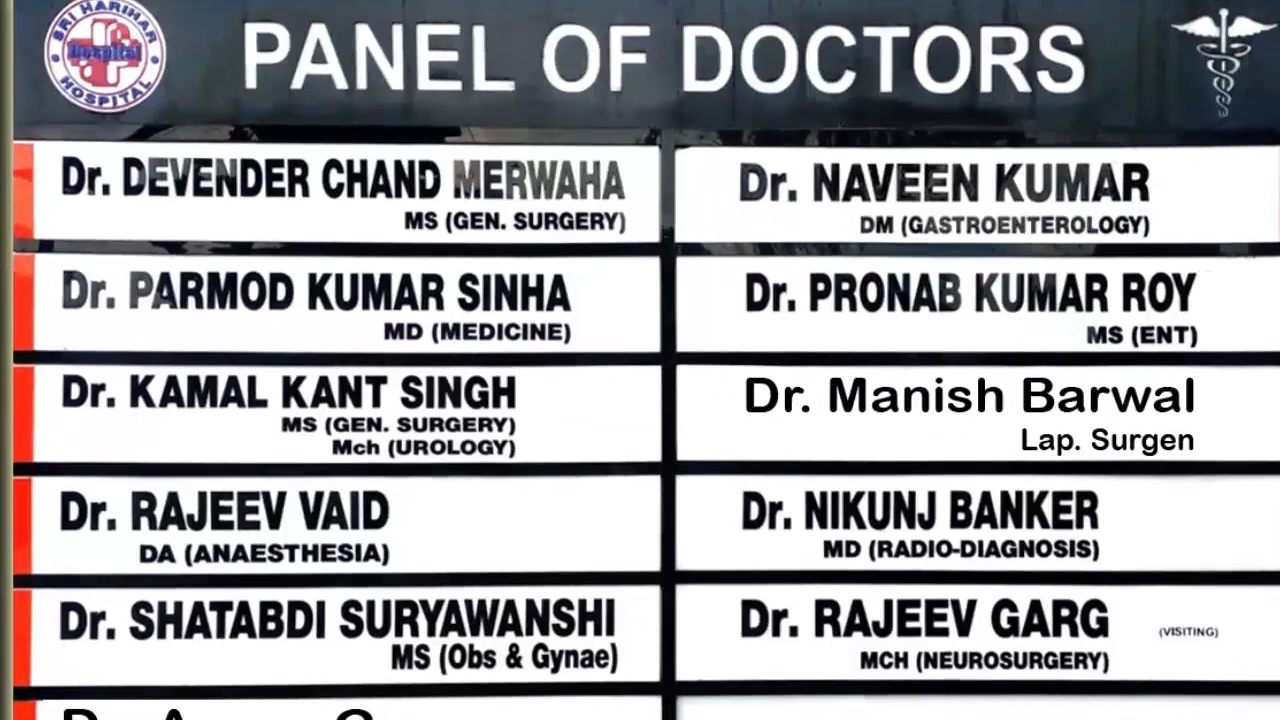 SRI HARIHAR
Hospital
HOSPITAL
PANEL OF DOCTORS
Dr. DEVENDER CHAND MERWAHA
MS (GEN. SURGERY)
Dr. NAVEEN KUMAR
DM (GASTROENTEROLOGY)
Dr. PARMOD KUMAR SINHA
MD (MEDICINE)
Dr. PRONAB KUMAR ROY
MS (ENT)
Dr. KAMAL KANT SINGH
MS (GEN. SURGERY)
Mch (UROLOGY)
Dr. Manish Barwal
Lap. Surgen
Dr. RAJEEV VAID
DA (ANAESTHESIA)
Dr. NIKUNJ BANKER
MD (RADIO-DIAGNOSIS)
Dr. SHATABDI SURYAWANSHI
MS (Obs & Gynae)
Dr. RAJEEV GARG (VISITING)
MCH (NEUROSURGERY)